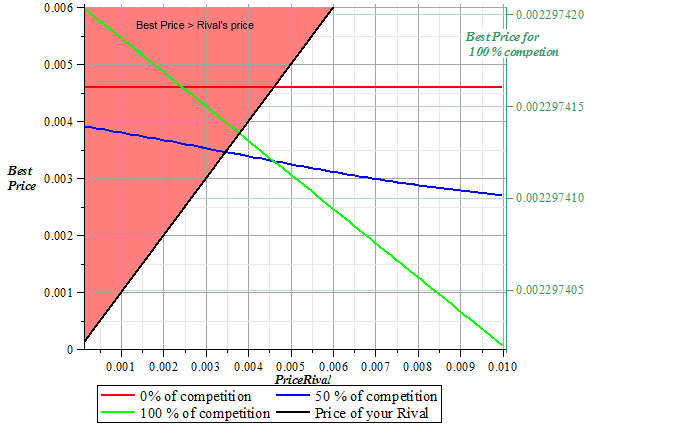 0.006
0.005
0.004
0.003
0.002
0.001
0
Best
Price
Best Price > Rival's price
0.002297420
0.002297415
0.002297410
0.002297405
Best Price for
100 % competion
0.001 0.002 0.003 0.004 0.005 0.006 0.007 0.008 0.009 0.010
PriceRival
0% of competition 50 % of competition
100 % of competition Price of your Rival